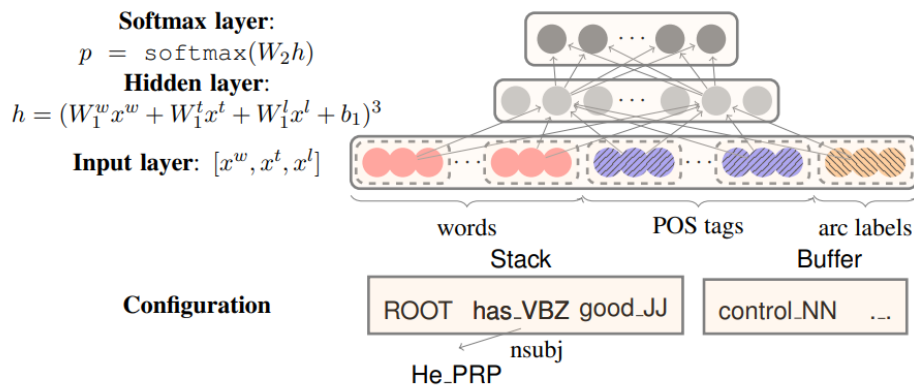 Softmax layer:
p = softmax(W₂h)
Hidden layer:
h = (W₁ʷxʷ + W₁ᵗxᵗ + W₁ˡxˡ + b₁)³
Input layer: [xʷ, xᵗ, xˡ]
··· ···
··· ···
words POS tags arc labels
Stack Buffer
Configuration ROOT has_VBZ good_JJ control_NN ._.
nsubj
He_PRP